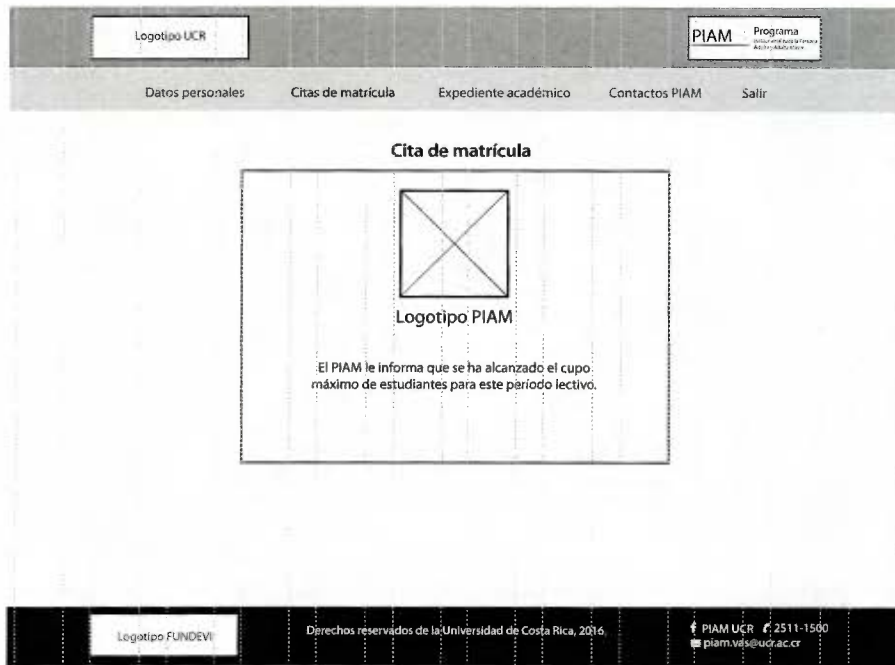 Logotipo UCR
PIAM
Programa
Datos personales
Citas de matrícula
Expediente académico
Contactos PIAM
Salir
Cita de matrícula
Logotipo PIAM
El PIAM le informa que se ha alcanzado el cupo
máximo de estudiantes para este período lectivo.
Logotipo FUNDEVI
Derechos reservados de la Universidad de Costa Rica, 2016.
PIAM UCR 2511-1500
piam.vas@ucr.ac.cr